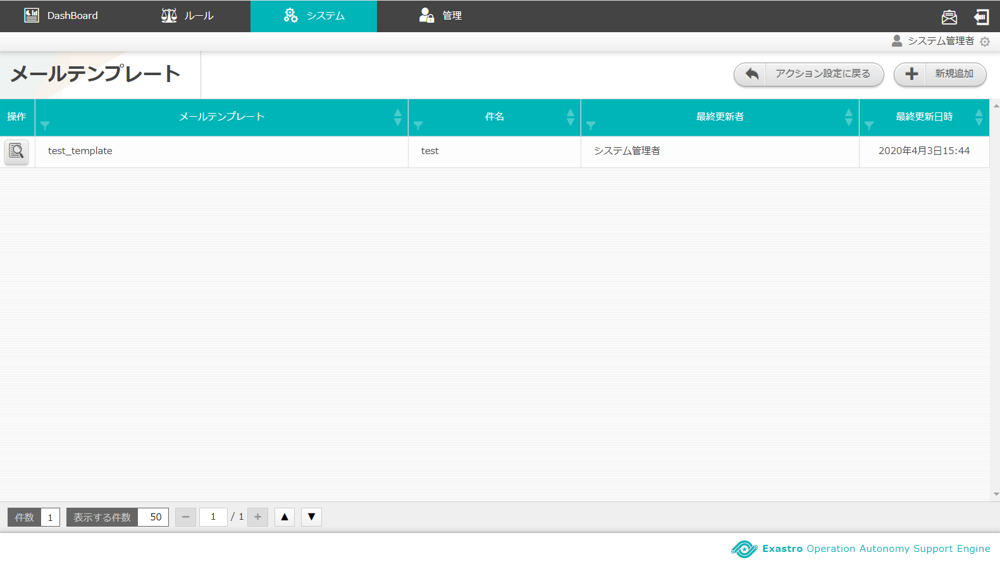 DashBoard ルール システム 管理
システム管理者
メールテンプレート アクション設定に戻る 新規追加
操作 メールテンプレート 件名 最終更新者 最終更新日時
test_template test システム管理者 2020年4月3日15:44
件数 1 表示する件数 50 − 1 / 1 + ▲ ▼
Exastro Operation Autonomy Support Engine